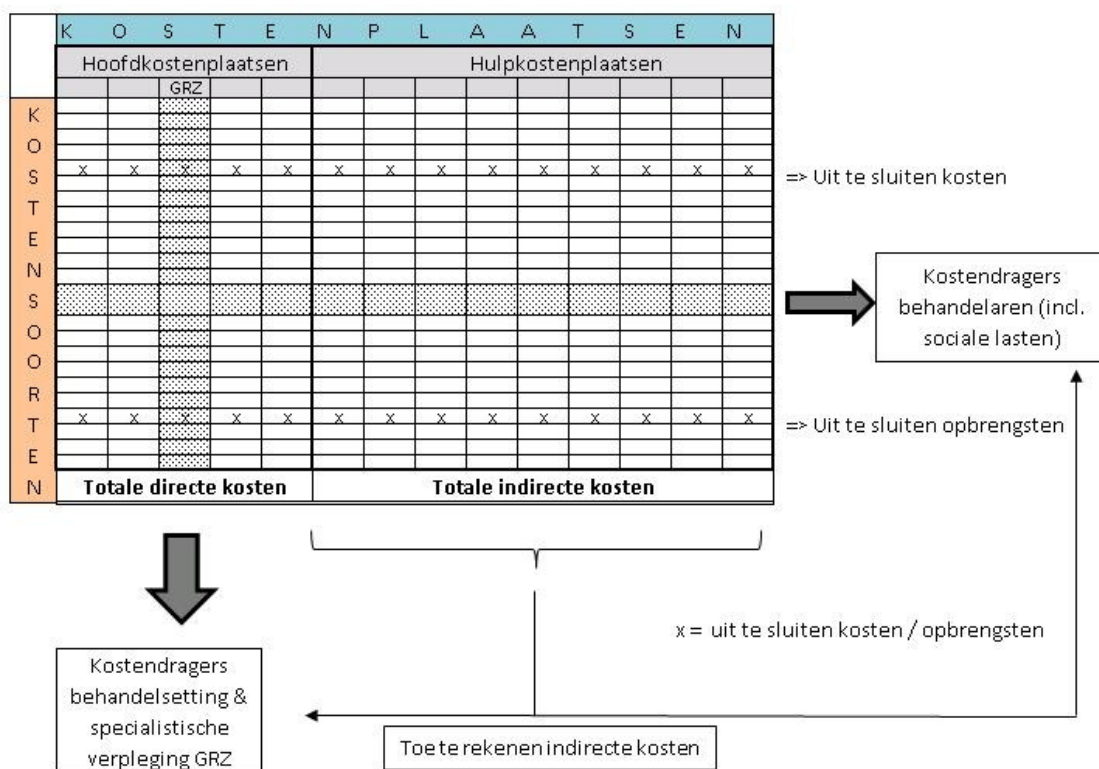 K O S T E N P L A A T S E N
Hoofdkostenplaatsen Hulpkostenplaatsen
GRZ
K
O
S
T
E
N
S
O
O
R
T
E
N
x x x x x x x x x x x x x x
=> Uit te sluiten kosten
Kostendragers
behandelaren (incl.
sociale lasten)
x x x x x x x x x x x x x x
=> Uit te sluiten opbrengsten
Totale directe kosten Totale indirecte kosten
x = uit te sluiten kosten / opbrengsten
Kostendragers
behandelsetting &
specialistische
verpleging GRZ
Toe te rekenen indirecte kosten